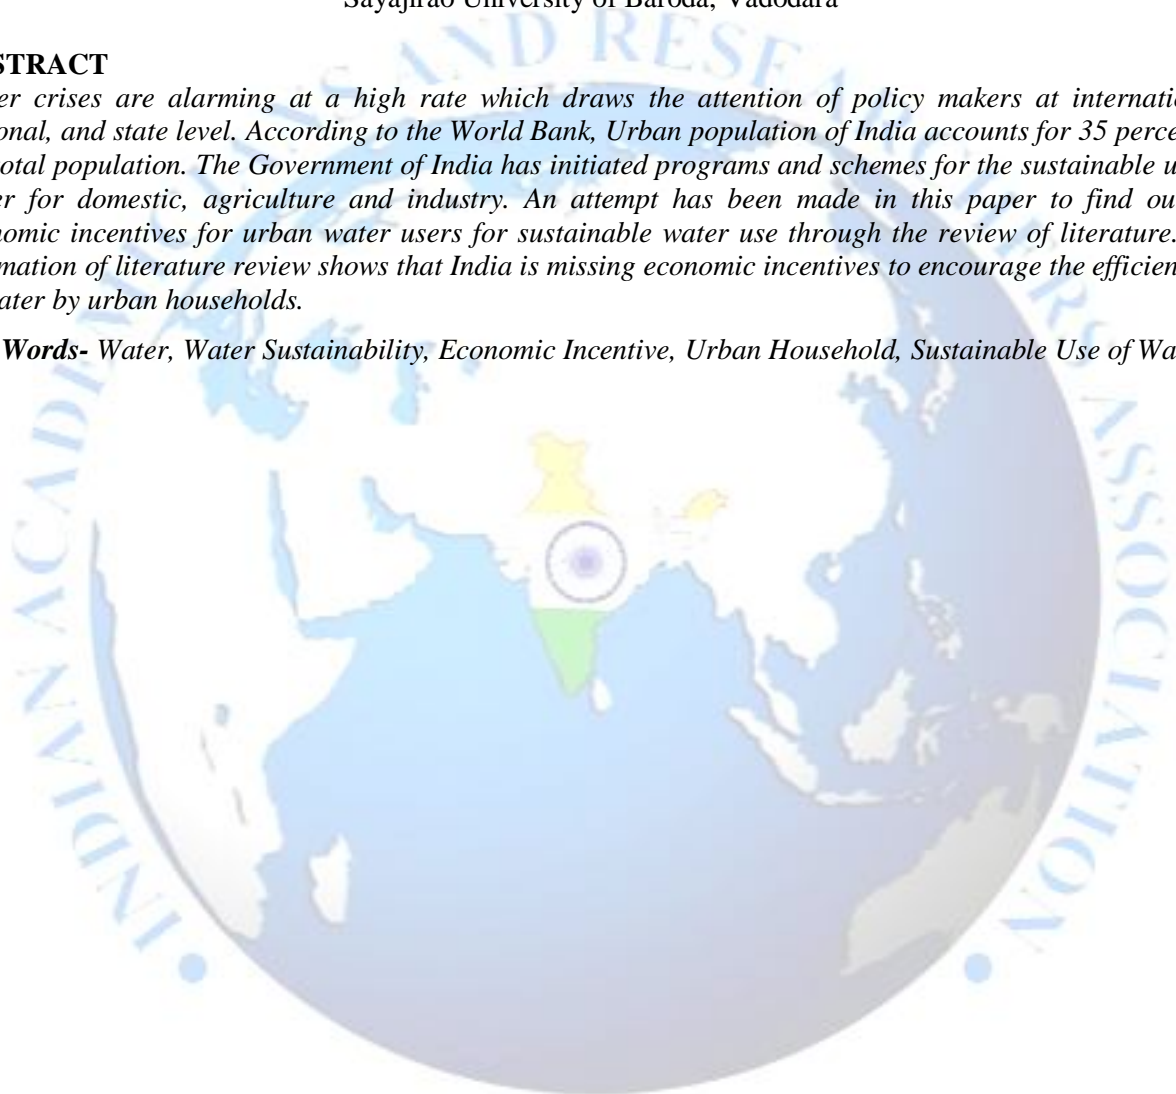 Sayajirao University of Baroda, Vadodara
STRACT
er crises are alarming at a high rate which draws the attention of policy makers at internati
onal, and state level. According to the World Bank, Urban population of India accounts for 35 perce
otal population. The Government of India has initiated programs and schemes for the sustainable u
er for domestic, agriculture and industry. An attempt has been made in this paper to find ou
nomic incentives for urban water users for sustainable water use through the review of literature.
mation of literature review shows that India is missing economic incentives to encourage the efficien
ater by urban households.
Words- Water, Water Sustainability, Economic Incentive, Urban Household, Sustainable Use of Wa
INDIAN ACADEMICIANS AND RESEARCHERS ASSOCIATION